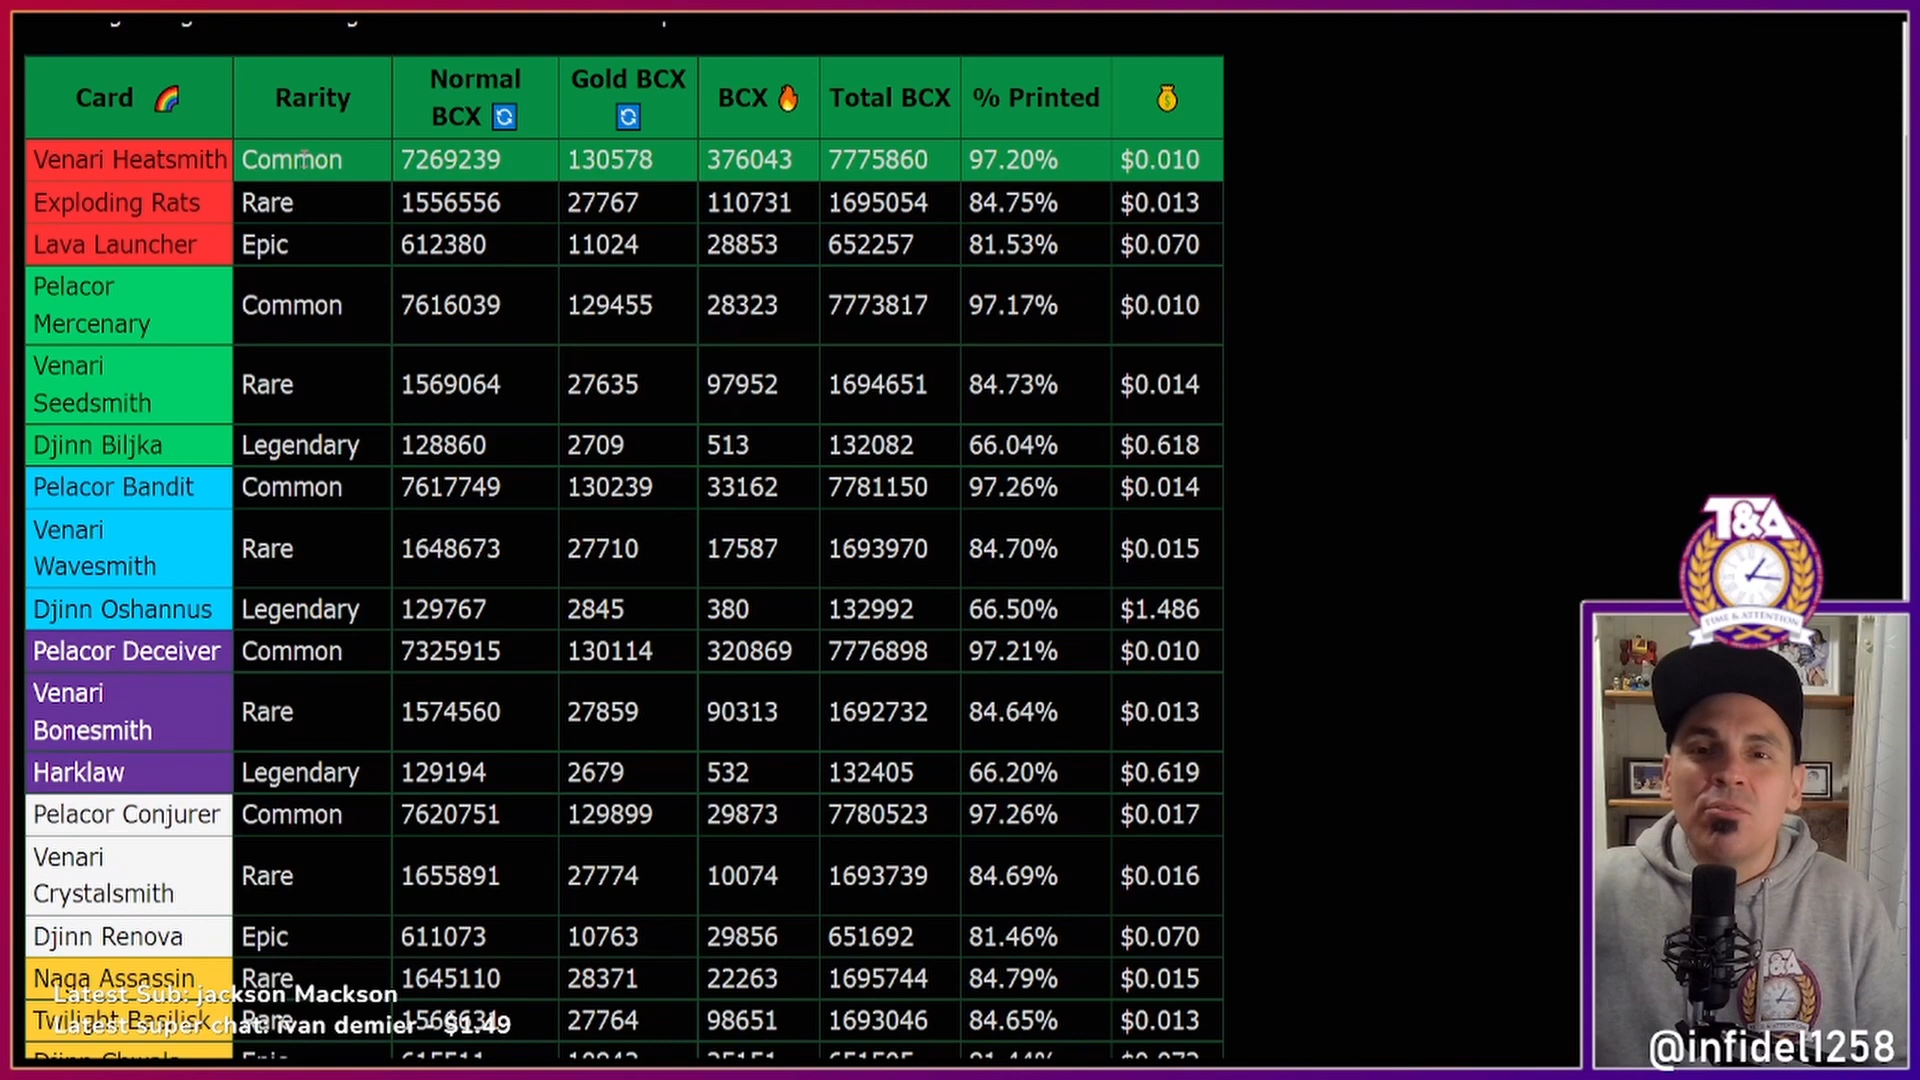 Card 🌈 Rarity Normal BCX 🔄 Gold BCX 🔄 BCX 🔥 Total BCX % Printed 💰
Venari Heatsmith Common 7269239 130578 376043 7775860 97.20% $0.010
Exploding Rats Rare 1556556 27767 110731 1695054 84.75% $0.013
Lava Launcher Epic 612380 11024 28853 652257 81.53% $0.070
Pelacor Mercenary Common 7616039 129455 28323 7773817 97.17% $0.010
Venari Seedsmith Rare 1569064 27635 97952 1694651 84.73% $0.014
Djinn Biljka Legendary 128860 2709 513 132082 66.04% $0.618
Pelacor Bandit Common 7617749 130239 33162 7781150 97.26% $0.014
Venari Wavesmith Rare 1648673 27710 17587 1693970 84.70% $0.015
Djinn Oshannus Legendary 129767 2845 380 132992 66.50% $1.486
Pelacor Deceiver Common 7325915 130114 320869 7776898 97.21% $0.010
Venari Bonesmith Rare 1574560 27859 90313 1692732 84.64% $0.013
Harklaw Legendary 129194 2679 532 132405 66.20% $0.619
Pelacor Conjurer Common 7620751 129899 29873 7780523 97.26% $0.017
Venari Crystalsmith Rare 1655891 27774 10074 1693739 84.69% $0.016
Djinn Renova Epic 611073 10763 29856 651692 81.46% $0.070
Naga Assassin Rare 1645110 28371 22263 1695744 84.79% $0.015
Twilight Basilisk Rare 27764 98651 1693046 84.65% $0.013
Latest Sub: jackson Mackson
Latest super chat: ivan demier - $1.49
T&A
TIME & ATTENTION
T&A
@infidel1258